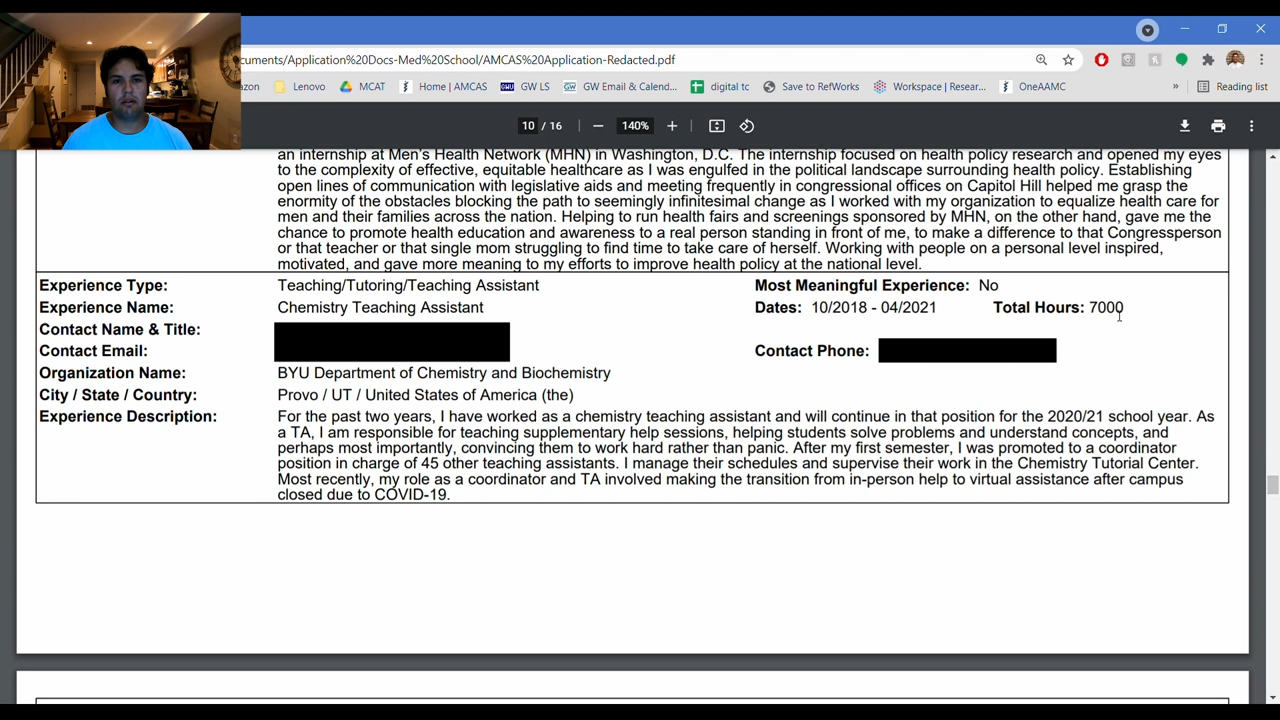 cuments/Application%20Docs-Med%20School/AMCAS%20Application-Redacted.pdf
azon Lenovo MCAT Home | AMCAS GW LS GW Email & Calend... digital tc Save to RefWorks Workspace | Resear... OneAAMC » Reading list
10 / 16 — 140% +
an internship at Men's Health Network (MHN) in Washington, D.C. The internship focused on health policy research and opened my eyes
to the complexity of effective, equitable healthcare as I was engulfed in the political landscape surrounding health policy. Establishing
open lines of communication with legislative aids and meeting frequently in congressional offices on Capitol Hill helped me grasp the
enormity of the obstacles blocking the path to seemingly infinitesimal change as I worked with my organization to equalize health care for
men and their families across the nation. Helping to run health fairs and screenings sponsored by MHN, on the other hand, gave me the
chance to promote health education and awareness to a real person standing in front of me, to make a difference to that Congressperson
or that teacher or that single mom struggling to find time to take care of herself. Working with people on a personal level inspired,
motivated, and gave more meaning to my efforts to improve health policy at the national level.
Experience Type: Teaching/Tutoring/Teaching Assistant Most Meaningful Experience: No
Experience Name: Chemistry Teaching Assistant Dates: 10/2018 - 04/2021 Total Hours: 7000
Contact Name & Title:
Contact Email: Contact Phone:
Organization Name: BYU Department of Chemistry and Biochemistry
City / State / Country: Provo / UT / United States of America (the)
Experience Description: For the past two years, I have worked as a chemistry teaching assistant and will continue in that position for the 2020/21 school year. As
a TA, I am responsible for teaching supplementary help sessions, helping students solve problems and understand concepts, and
perhaps most importantly, convincing them to work hard rather than panic. After my first semester, I was promoted to a coordinator
position in charge of 45 other teaching assistants. I manage their schedules and supervise their work in the Chemistry Tutorial Center.
Most recently, my role as a coordinator and TA involved making the transition from in-person help to virtual assistance after campus
closed due to COVID-19.